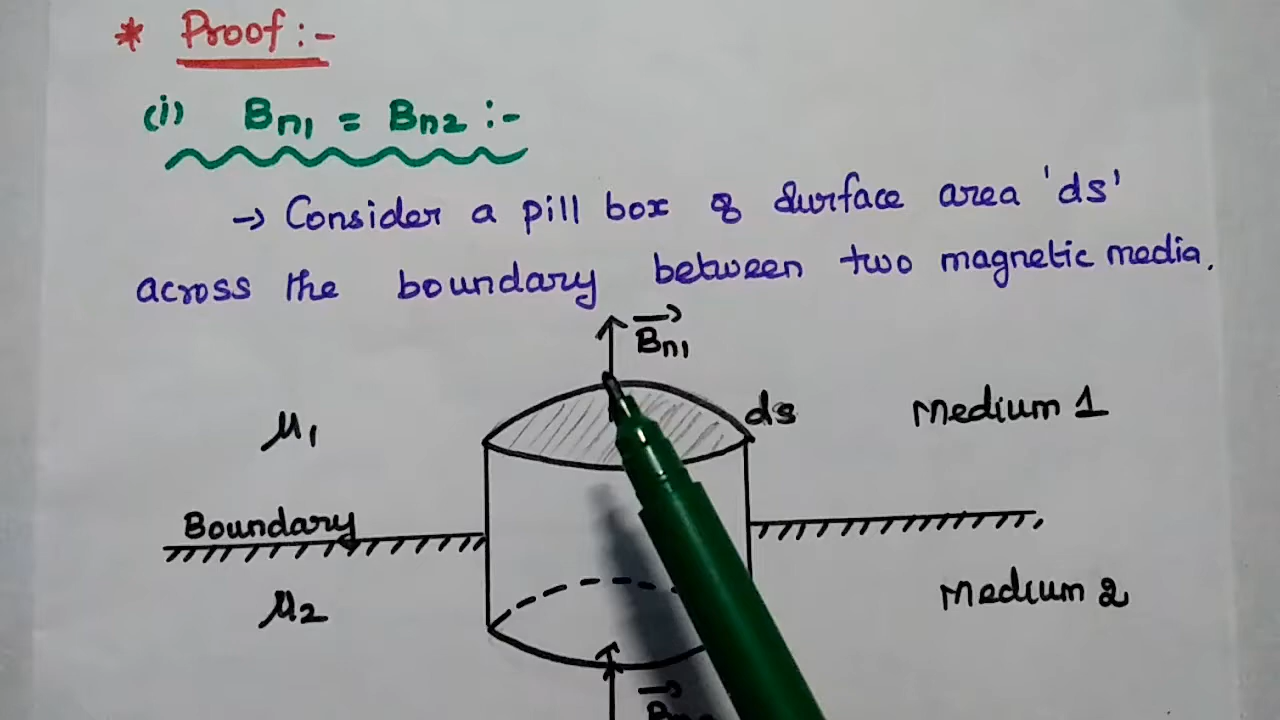 * Proof :-
(i) Bn1 = Bn2 :-
→ Consider a pill box of surface area 'ds'
across the boundary between two magnetic media.
Bn1
ds
μ1
Medium 1
Boundary
μ2
Medium 2